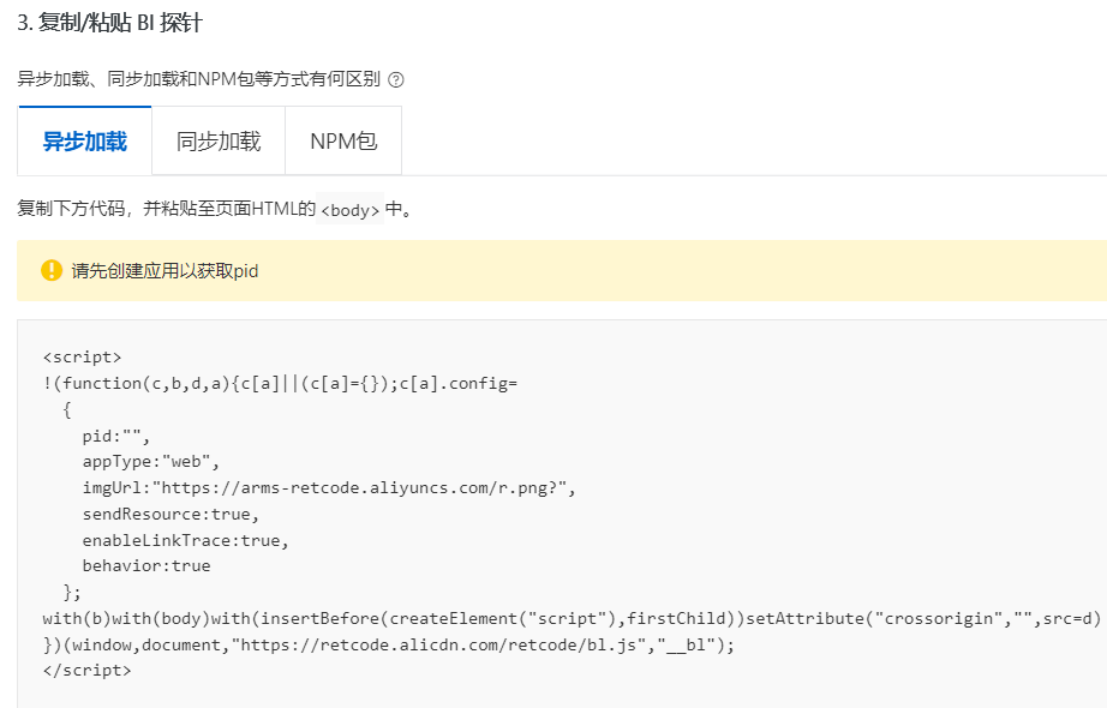 3. 复制/粘贴 BI 探针
异步加载、同步加载和NPM包等方式有何区别 ?
异步加载 同步加载 NPM包
复制下方代码，并粘贴至页面HTML的 <body> 中。
! 请先创建应用以获取pid
<script>
!(function(c,b,d,a){c[a]||(c[a]={});c[a].config=
  {
    pid:"",
    appType:"web",
    imgUrl:"https://arms-retcode.aliyuncs.com/r.png?",
    sendResource:true,
    enableLinkTrace:true,
    behavior:true
  };
with(b)with(body)with(insertBefore(createElement("script"),firstChild))setAttribute("crossorigin","",src=d)
})(window,document,"https://retcode.alicdn.com/retcode/bl.js","__bl");
</script>